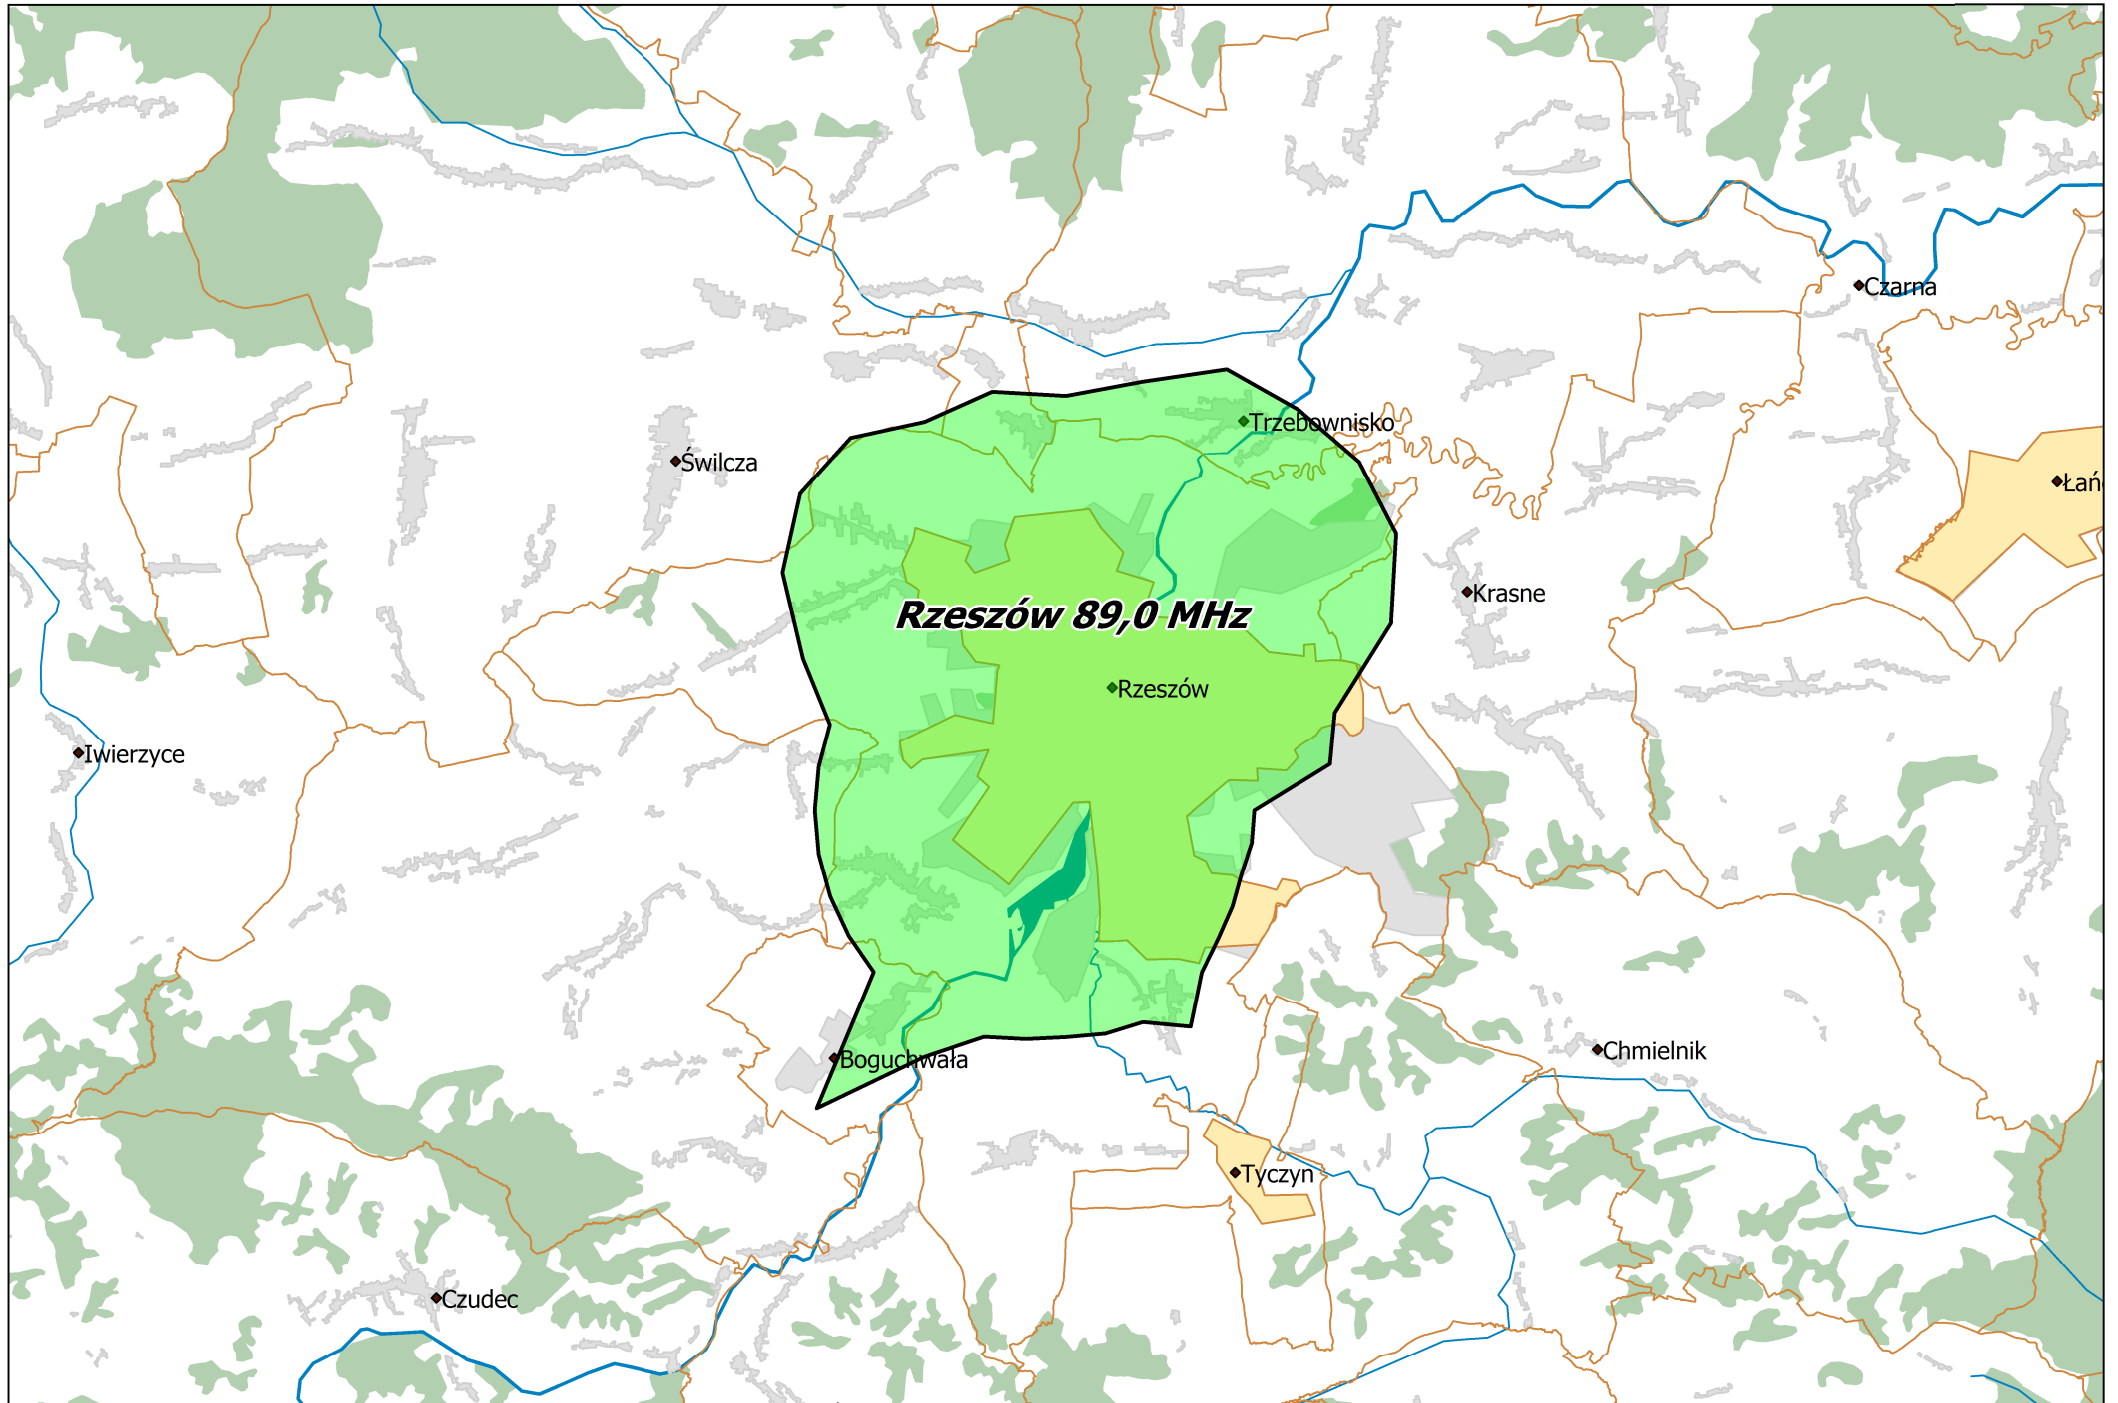 Czarna
Trzebownisko
Świlcza
Łań
Krasne
Rzeszów 89,0 MHz
Rzeszów
Iwierzyce
Chmielnik
Boguchwała
Tyczyn
Czudec